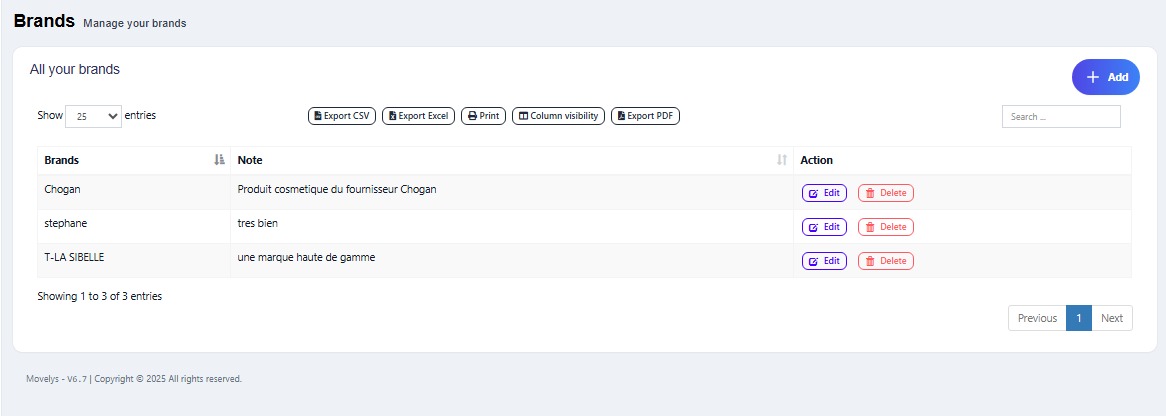 Brands Manage your brands
All your brands
+ Add
Show 25 entries Export CSV Export Excel Print Column visibility Export PDF Search ...
Brands Note Action
Chogan Produit cosmetique du fournisseur Chogan Edit Delete
stephane tres bien Edit Delete
T-LA SIBELLE une marque haute de gamme Edit Delete
Showing 1 to 3 of 3 entries
Previous 1 Next
Movelys - V6.7 | Copyright © 2025 All rights reserved.